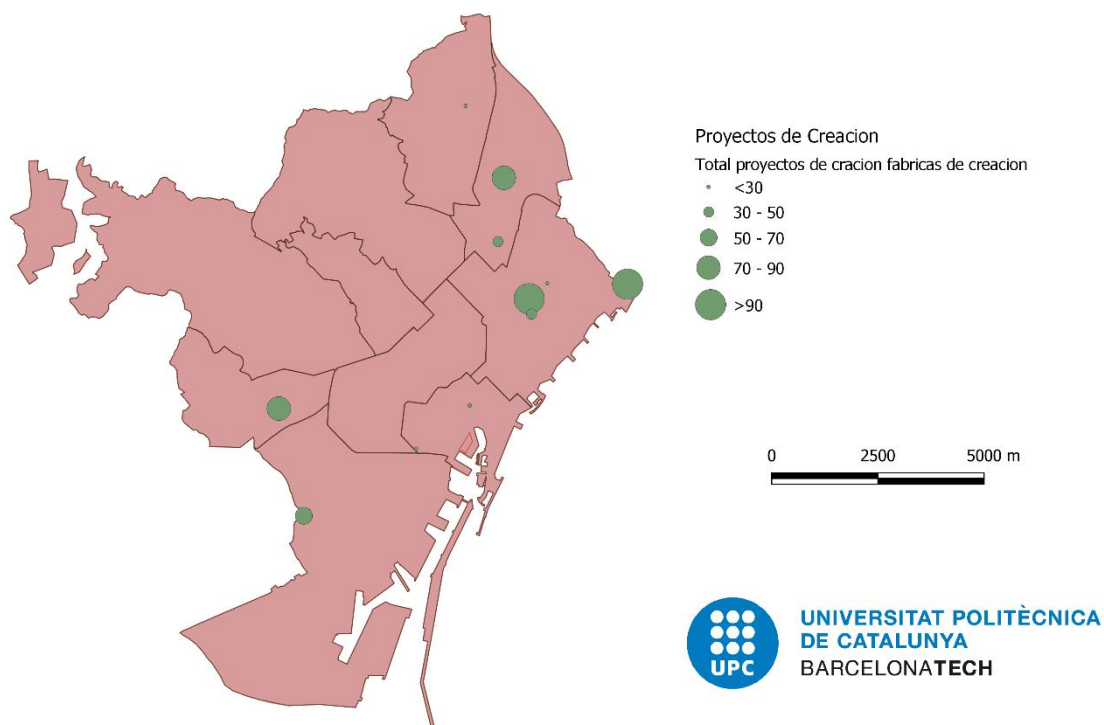 Proyectos de Creacion
Total proyectos de cracion fabricas de creacion
<30
30 - 50
50 - 70
70 - 90
>90
0 2500 5000 m
UPC
UNIVERSITAT POLITÈCNICA
DE CATALUNYA
BARCELONATECH